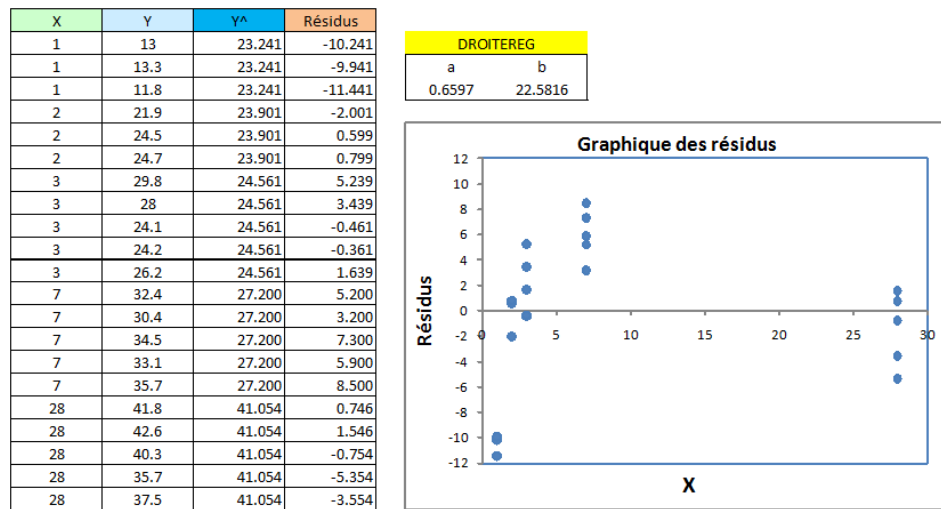 X Y Y^ Résidus
1 13 23.241 -10.241
1 13.3 23.241 -9.941
1 11.8 23.241 -11.441
2 21.9 23.901 -2.001
2 24.5 23.901 0.599
2 24.7 23.901 0.799
3 29.8 24.561 5.239
3 28 24.561 3.439
3 24.1 24.561 -0.461
3 24.2 24.561 -0.361
3 26.2 24.561 1.639
7 32.4 27.200 5.200
7 30.4 27.200 3.200
7 34.5 27.200 7.300
7 33.1 27.200 5.900
7 35.7 27.200 8.500
28 41.8 41.054 0.746
28 42.6 41.054 1.546
28 40.3 41.054 -0.754
28 35.7 41.054 -5.354
28 37.5 41.054 -3.554
DROITEREG
a b
0.6597 22.5816
Graphique des résidus
12
10
8
6
4
2
0
-2
-4
-6
-8
-10
-12
0 5 10 15 20 25 30
Résidus
X